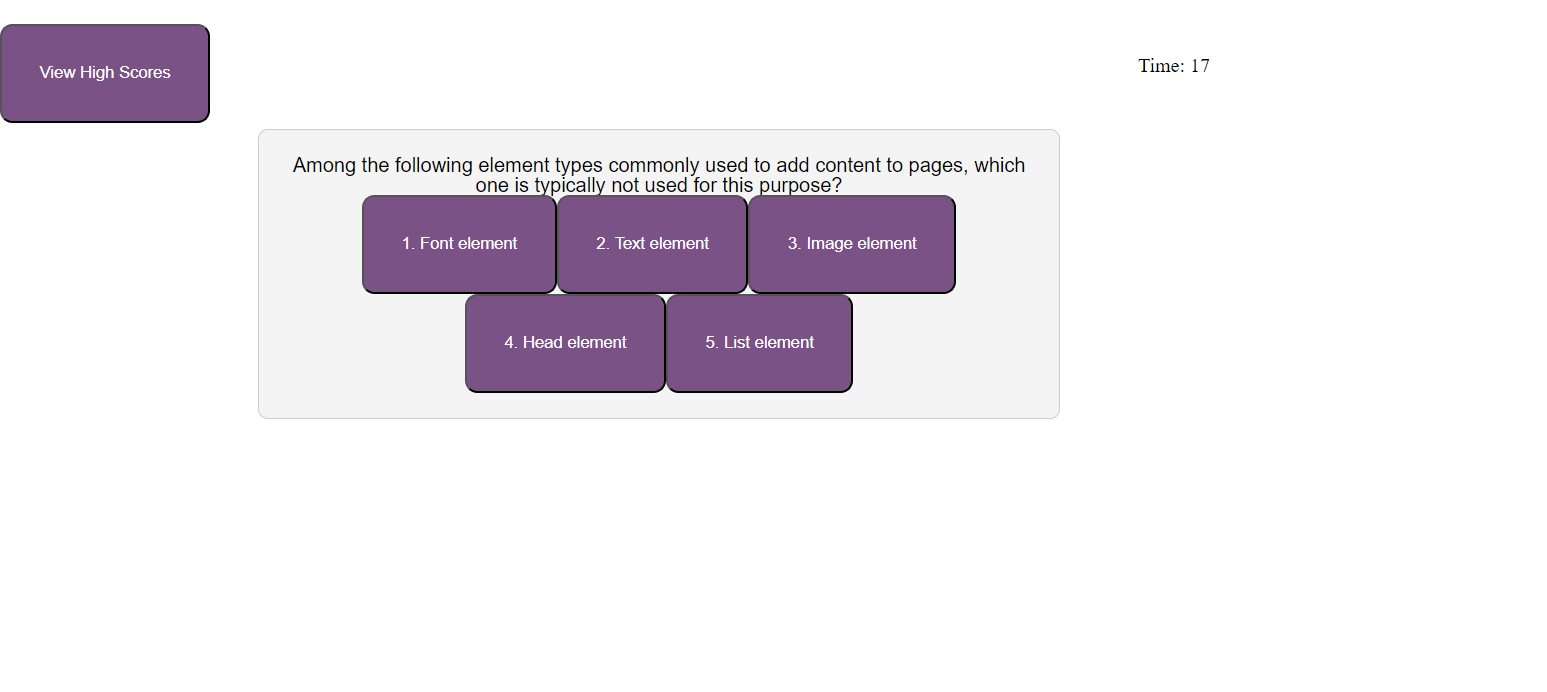 View High Scores
Time: 17
Among the following element types commonly used to add content to pages, which
one is typically not used for this purpose?
1. Font element
2. Text element
3. Image element
4. Head element
5. List element